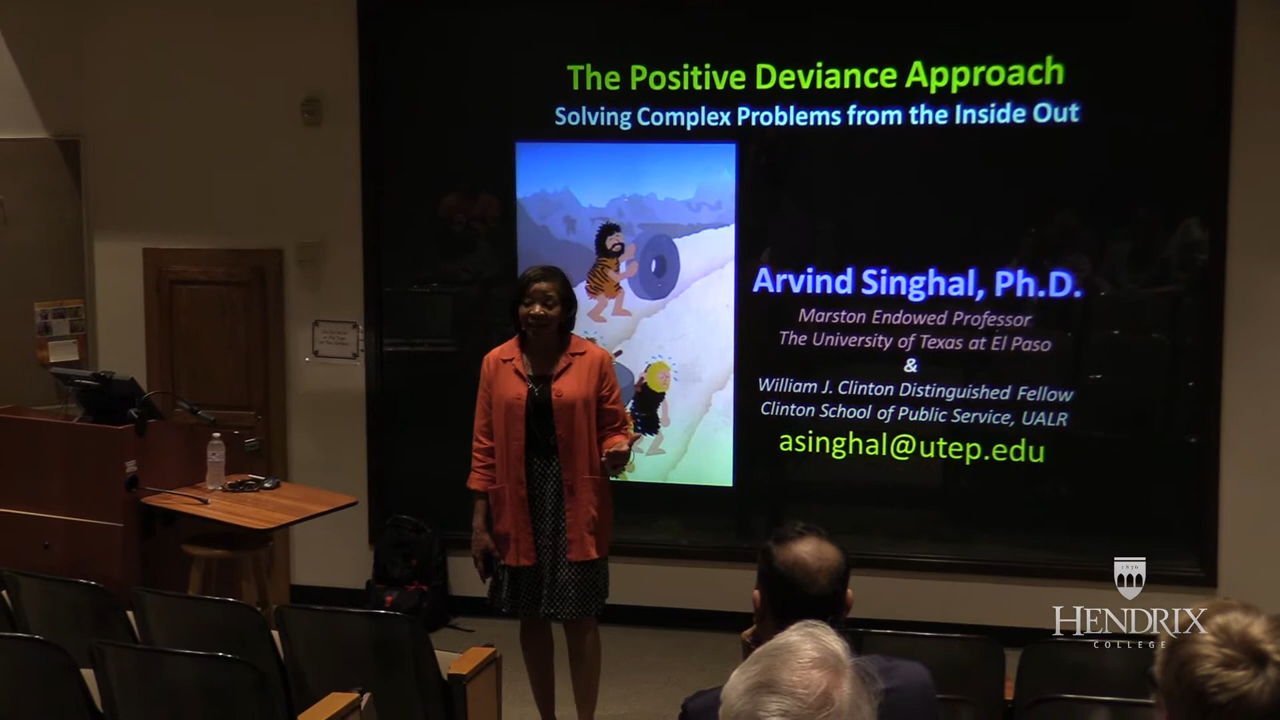 The Positive Deviance Approach
Solving Complex Problems from the Inside Out
Arvind Singhal, Ph.D.
Marston Endowed Professor
The University of Texas at El Paso
&
William J. Clinton Distinguished Fellow
Clinton School of Public Service, UALR
asinghal@utep.edu
1876
HENDRIX
COLLEGE